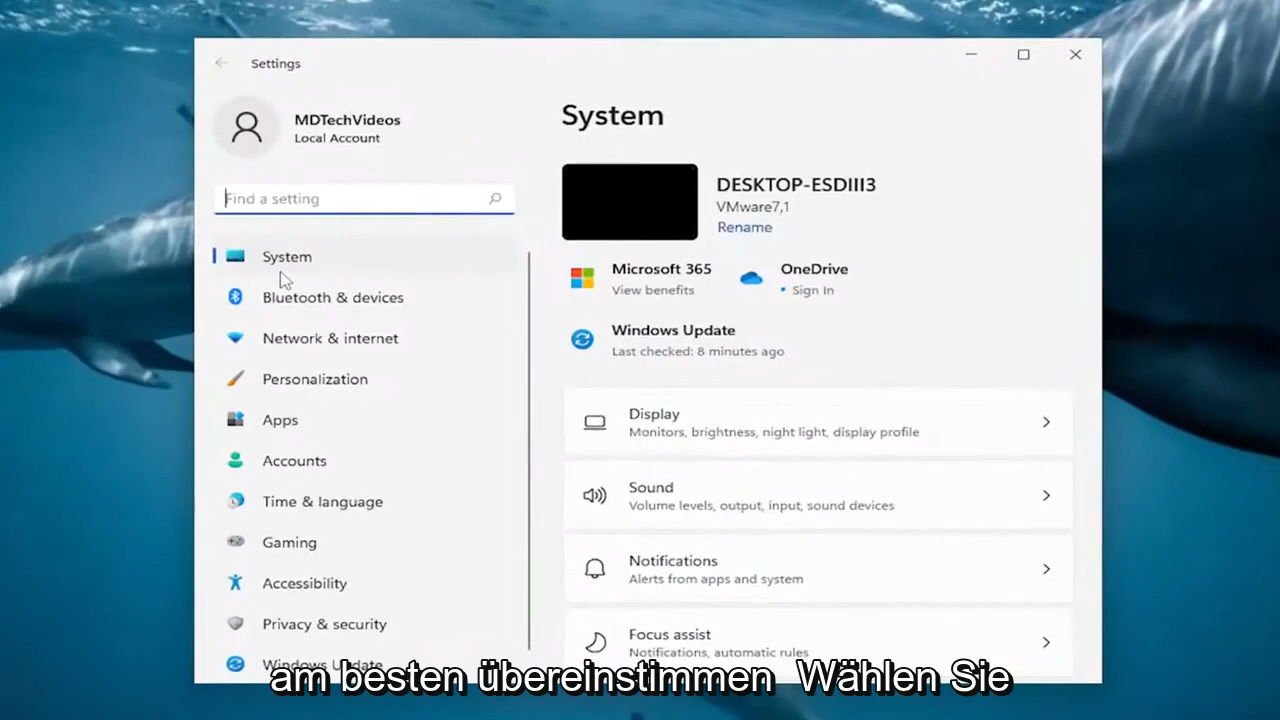 Settings
MDTechVideos
Local Account
Find a setting
System
Bluetooth & devices
Network & internet
Personalization
Apps
Accounts
Time & language
Gaming
Accessibility
Privacy & security
Windows Update
System
DESKTOP-ESDIII3
VMware7,1
Rename
Microsoft 365
View benefits
OneDrive
• Sign In
Windows Update
Last checked: 8 minutes ago
Display
Monitors, brightness, night light, display profile
Sound
Volume levels, output, input, sound devices
Notifications
Alerts from apps and system
Focus assist
Notifications, automatic rules
am besten übereinstimmen Wählen Sie